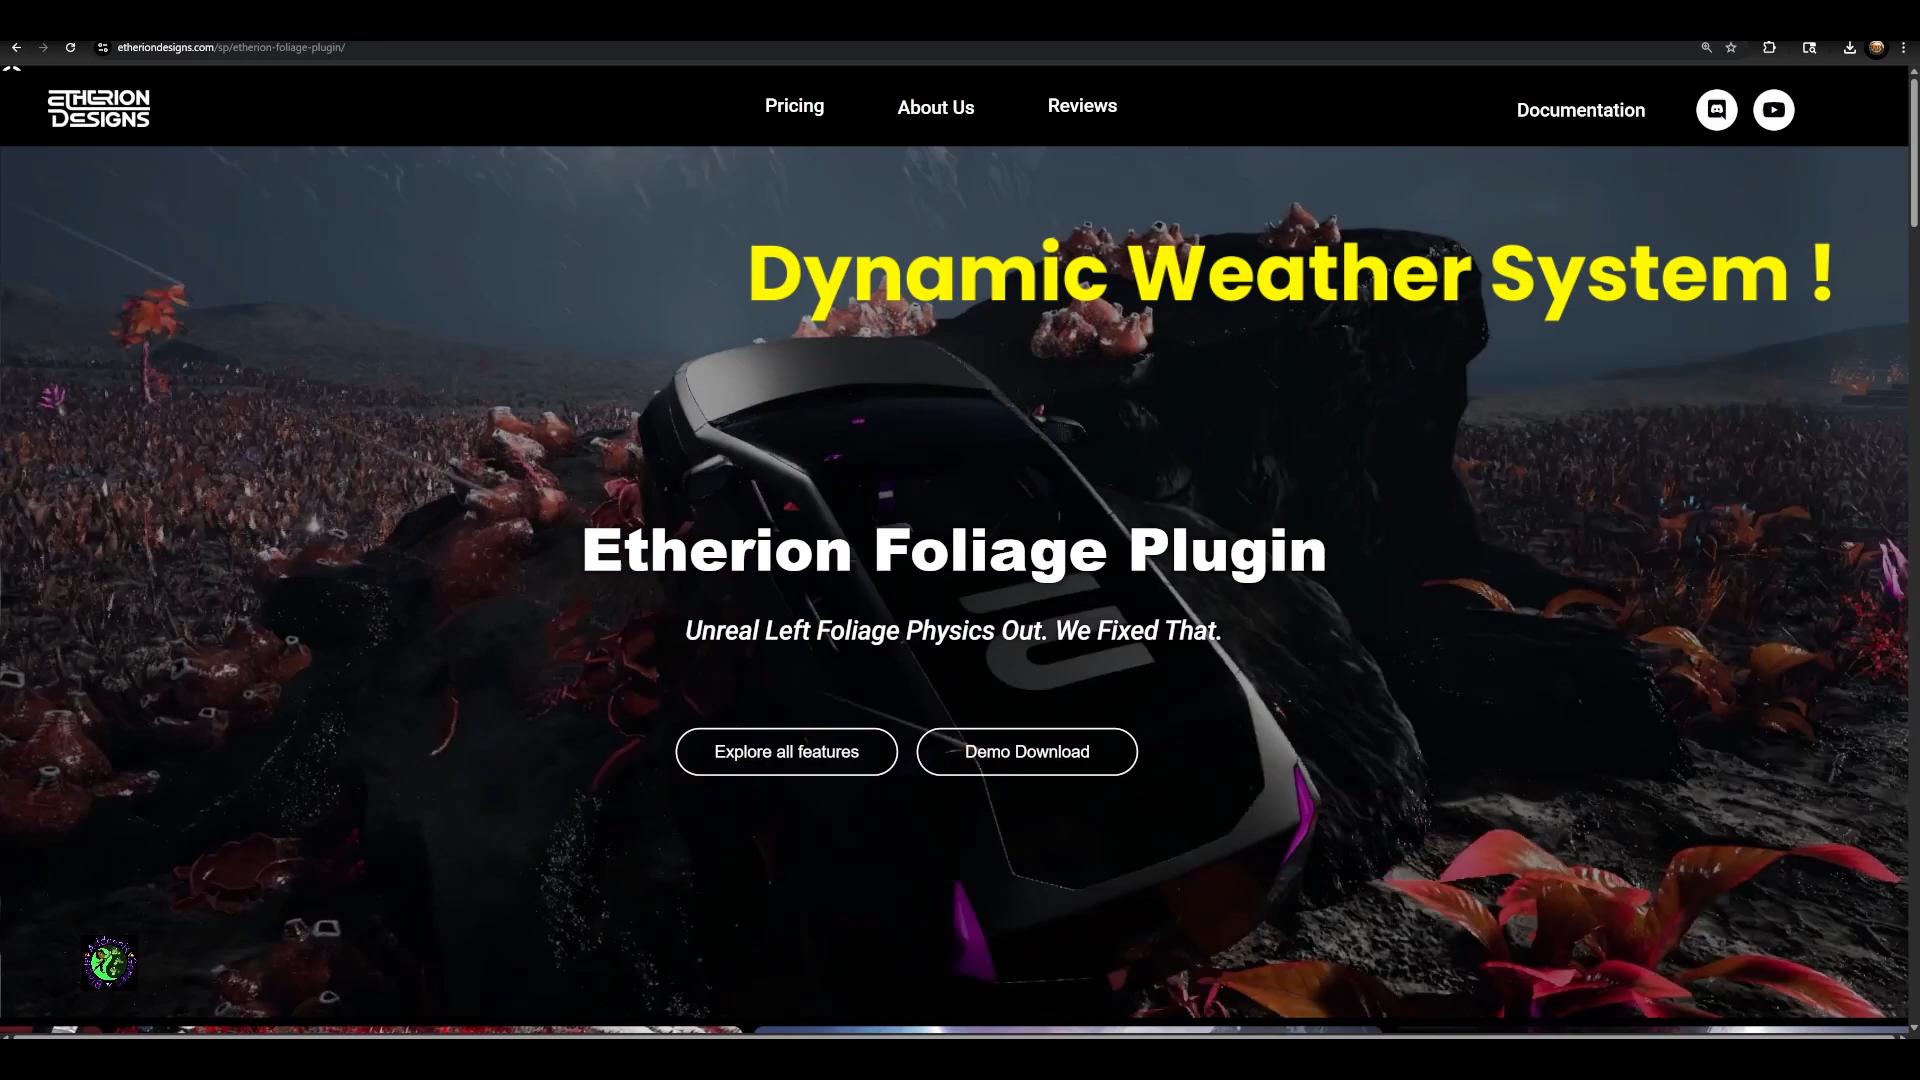 etheriondesigns.com/sp/etherion-foliage-plugin/
ETHERION
DESIGNS
Pricing
About Us
Reviews
Documentation
Dynamic Weather System !
Etherion Foliage Plugin
Unreal Left Foliage Physics Out. We Fixed That.
Explore all features
Demo Download